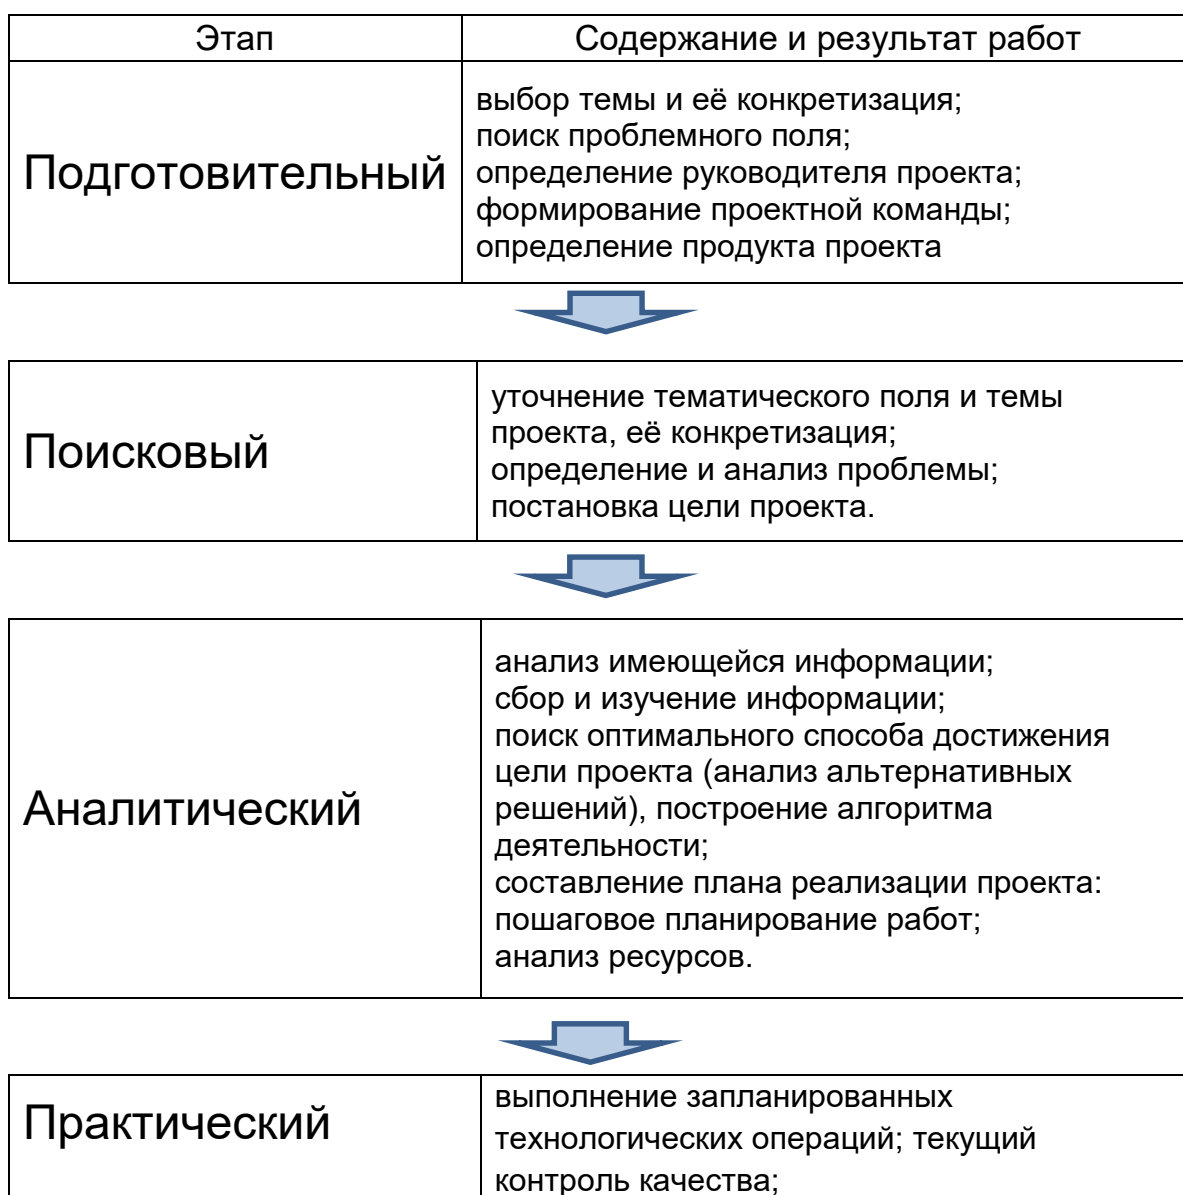 Этап
Содержание и результат работ
Подготовительный
выбор темы и её конкретизация;
поиск проблемного поля;
определение руководителя проекта;
формирование проектной команды;
определение продукта проекта
Поисковый
уточнение тематического поля и темы
проекта, её конкретизация;
определение и анализ проблемы;
постановка цели проекта.
Аналитический
анализ имеющейся информации;
сбор и изучение информации;
поиск оптимального способа достижения
цели проекта (анализ альтернативных
решений), построение алгоритма
деятельности;
составление плана реализации проекта:
пошаговое планирование работ;
анализ ресурсов.
Практический
выполнение запланированных
технологических операций; текущий
контроль качества;